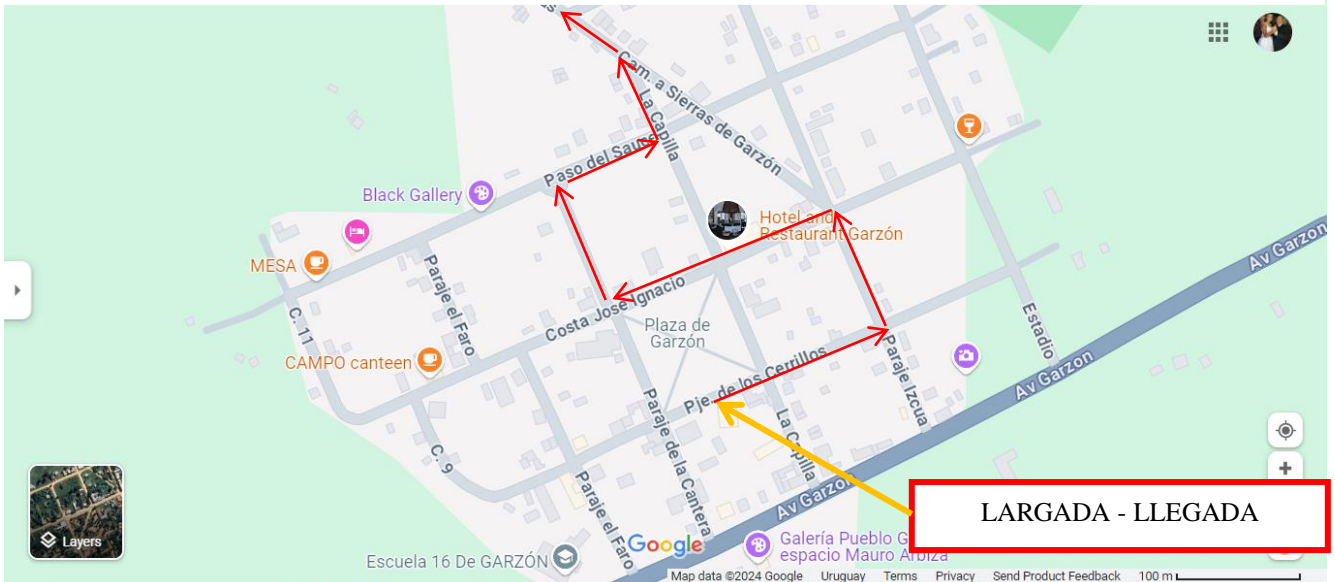 Cam. a Sierras de Garzón
La Capilla
Paso del Sauce
Black Gallery
MESA
Hotel and
Restaurant Garzón
Av Garzon
C. 11
Paraje el Faro
Costa José Ignacio
Plaza de
Garzón
Estadio
CAMPO canteen
Pje. de los Cerrillos
Paraje Izcua
Av Garzon
C. 9
Paraje de la Cantera
La Capilla
Paraje el Faro
Av Garzon
LARGADA - LLEGADA
Layers
Escuela 16 De GARZÓN
Google
Galería Pueblo G
espacio Mauro Arbiza
Map data ©2024 Google Uruguay Terms Privacy Send Product Feedback 100 m